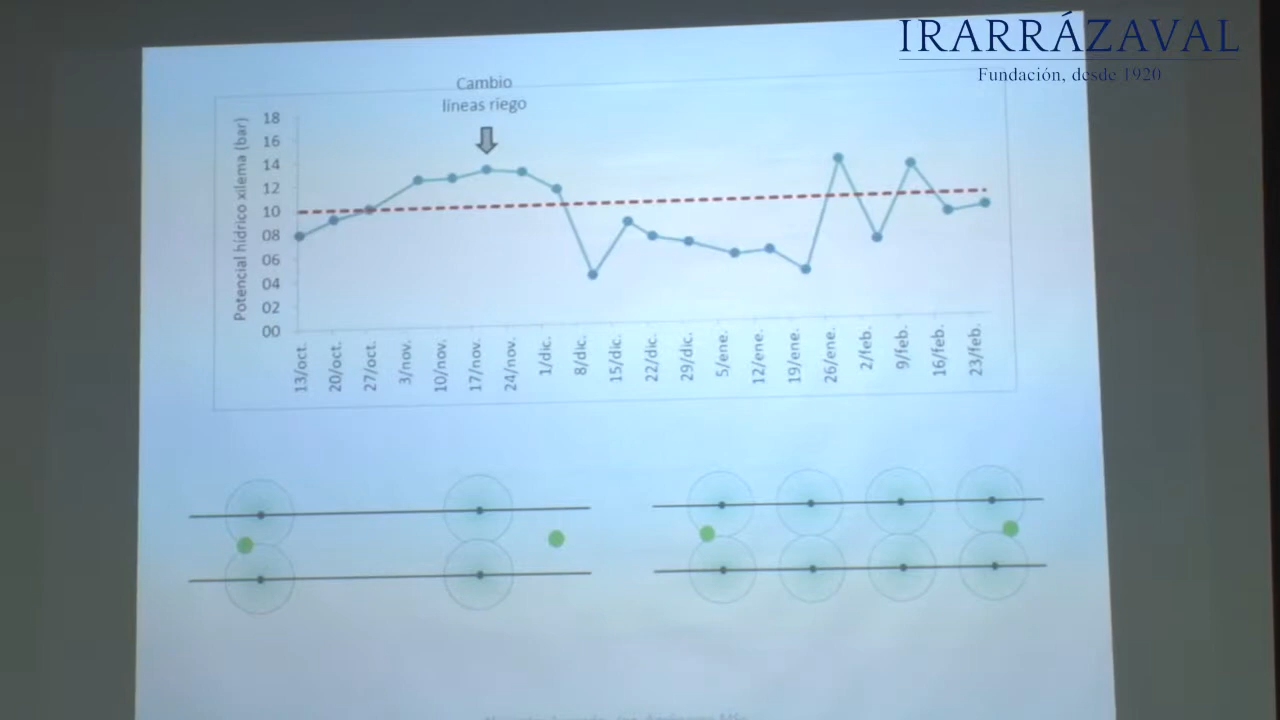 IRARRÁZAVAL
Fundación, desde 1920
Cambio
líneas riego
Potencial hídrico xilema (bar)
18
16
14
12
10
08
06
04
02
00
13/oct.
20/oct.
27/oct.
3/nov.
10/nov.
17/nov.
24/nov.
1/dic.
8/dic.
15/dic.
22/dic.
29/dic.
5/ene.
12/ene.
19/ene.
26/ene.
2/feb.
9/feb.
16/feb.
23/feb.